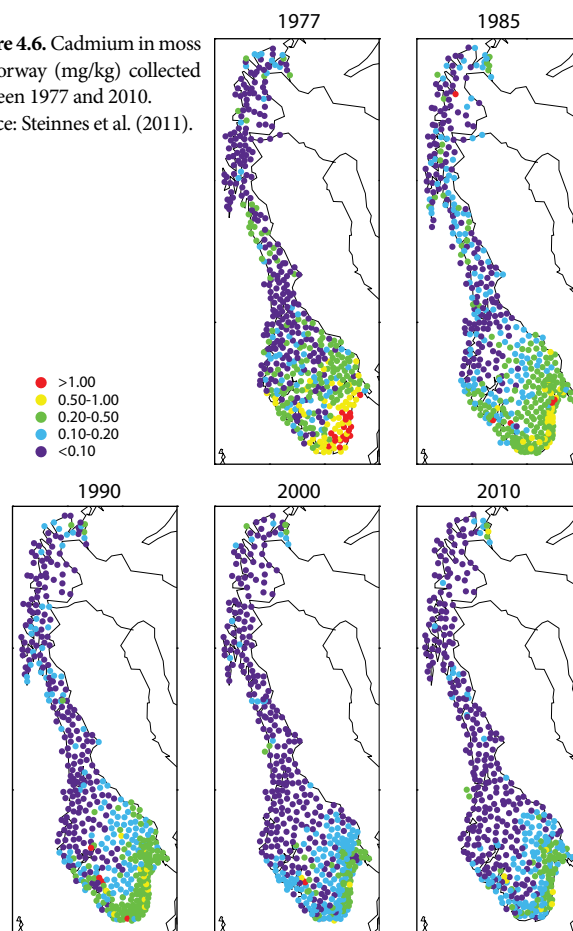 re 4.6. Cadmium in moss
orway (mg/kg) collected
een 1977 and 2010.
ce: Steinnes et al. (2011).
1977
1985
>1.00
0.50-1.00
0.20-0.50
0.10-0.20
<0.10
1990
2000
2010